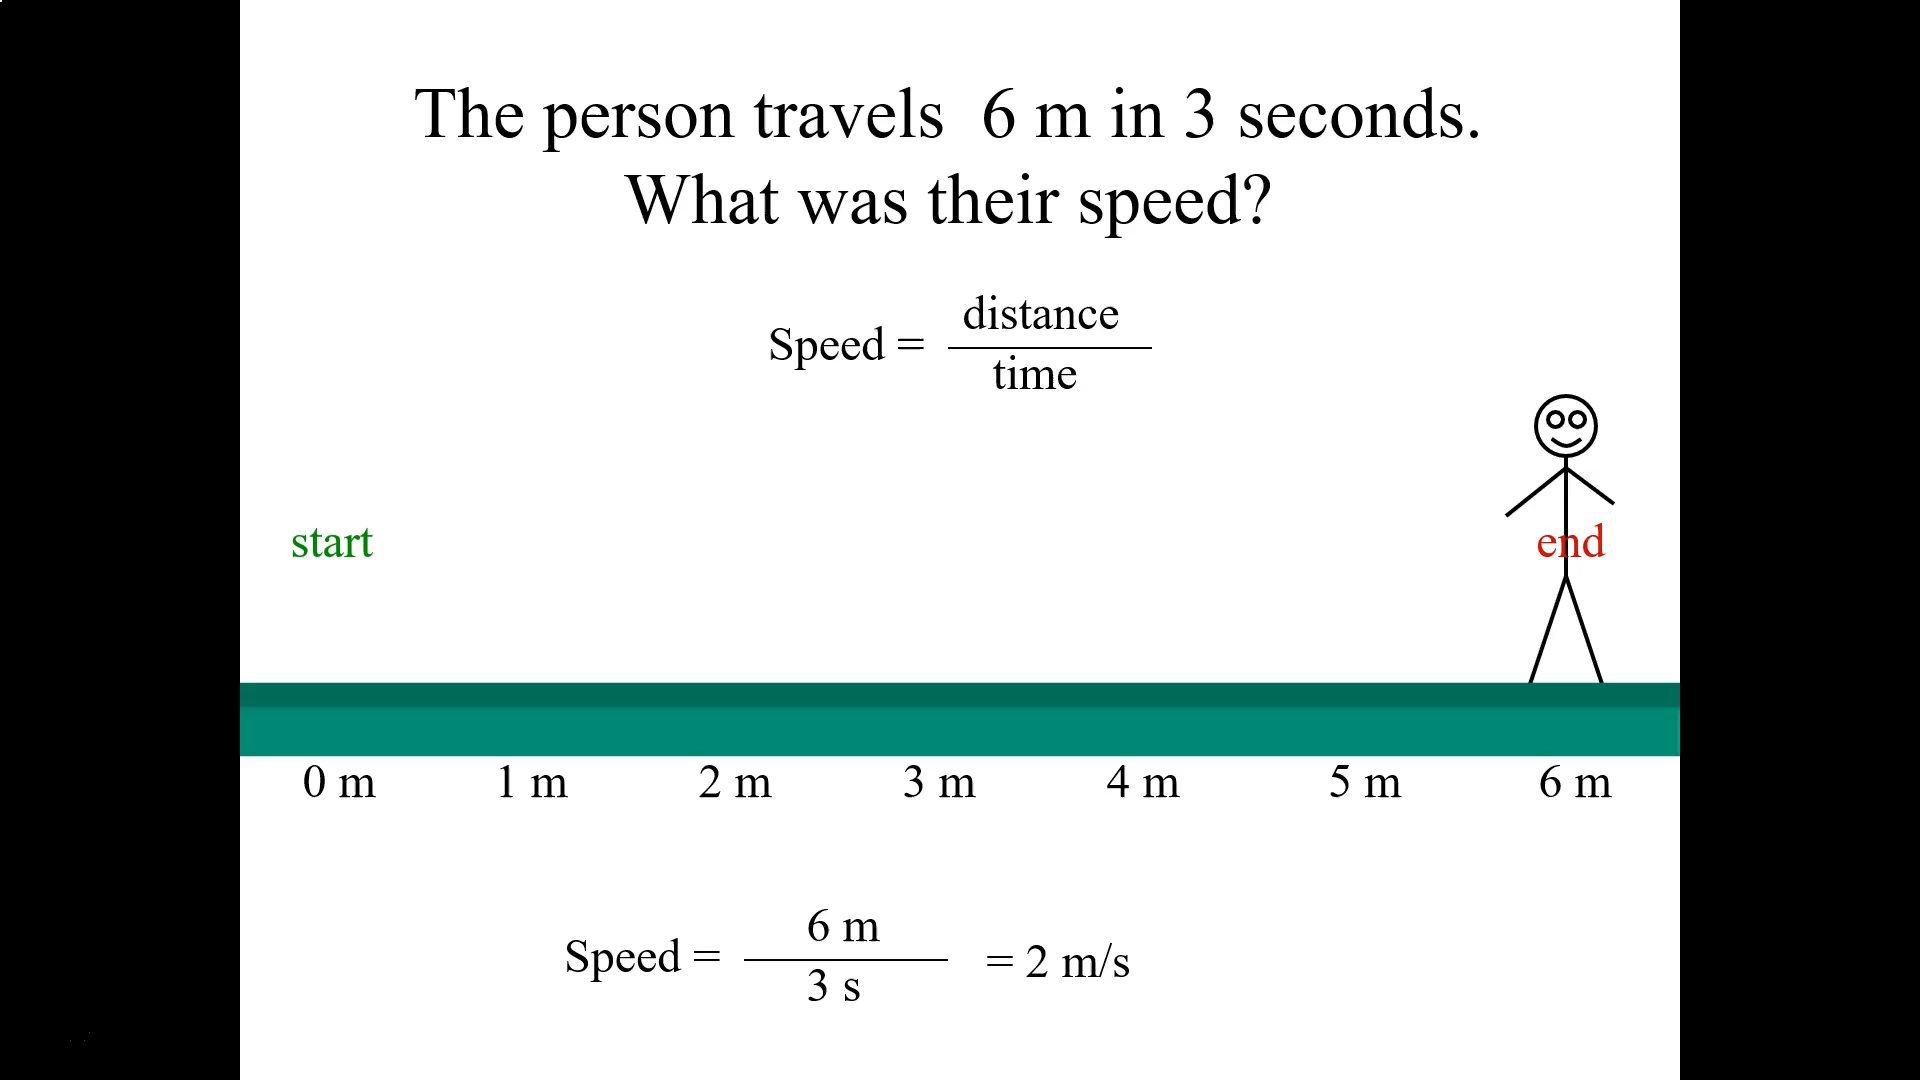 The person travels  6 m in 3 seconds.
What was their speed?
Speed = distance
time
start
end
0 m 1 m 2 m 3 m 4 m 5 m 6 m
Speed = 6 m
3 s
= 2 m/s